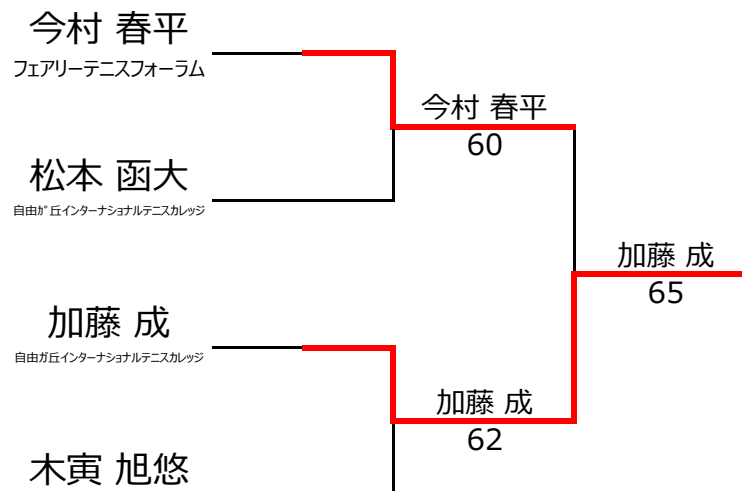 今村 春平
フェアリーテニスフォーラム
今村 春平
60
松本 函大
自由が丘インターナショナルテニスカレッジ
加藤 成
65
加藤 成
自由ガ丘インターナショナルテニスカレッジ
加藤 成
62
木寅 旭悠